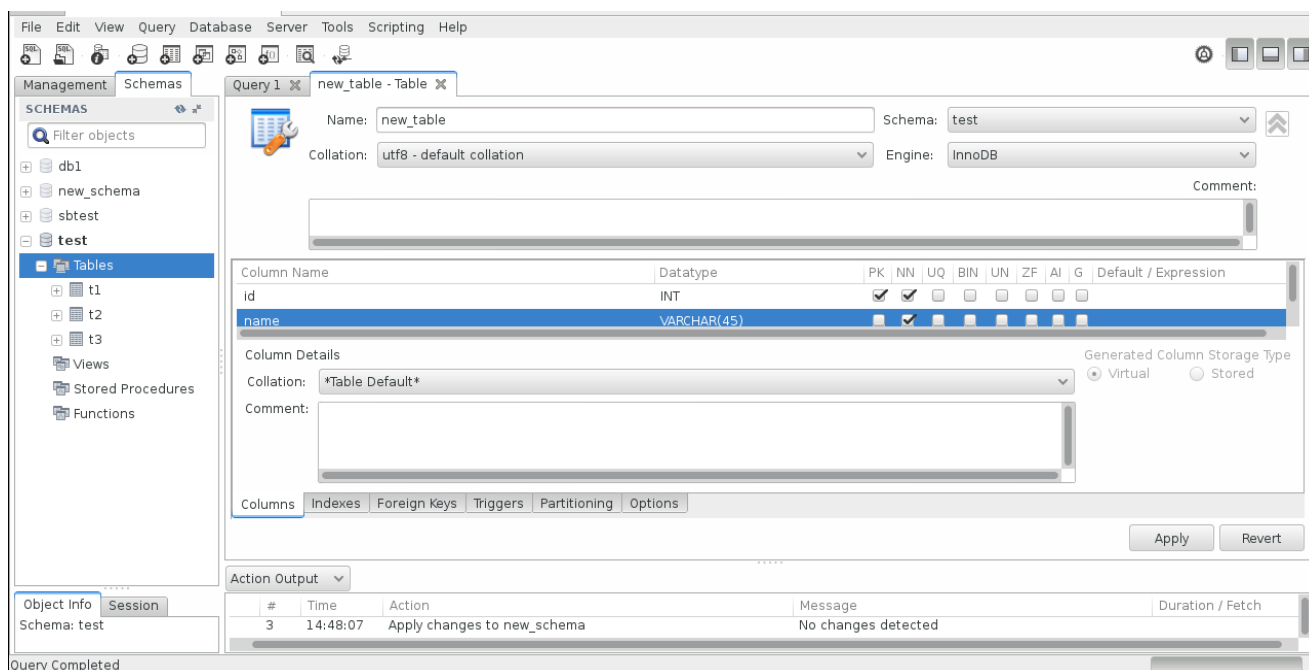 File Edit View Query Database Server Tools Scripting Help
SQL SQL
Management Schemas
SCHEMAS
Filter objects
db1
new_schema
sbtest
test
Tables
t1
t2
t3
Views
Stored Procedures
Functions
Query 1 new_table - Table
Name: new_table Schema: test
Collation: utf8 - default collation Engine: InnoDB
Comment:
Column Name Datatype PK NN UQ BIN UN ZF AI G Default / Expression
id INT
name VARCHAR(45)
Column Details Generated Column Storage Type
Collation: *Table Default* Virtual Stored
Comment:
Columns Indexes Foreign Keys Triggers Partitioning Options
Apply Revert
Action Output
# Time Action Message Duration / Fetch
3 14:48:07 Apply changes to new_schema No changes detected
Object Info Session
Schema: test
Query Completed